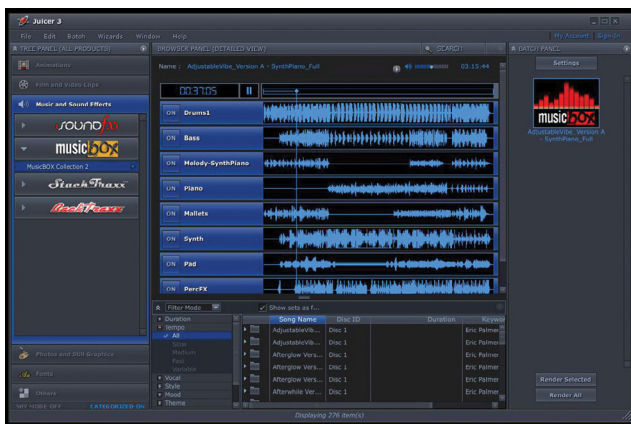 Juicer 3
File Edit Batch Wizards Window Help
My Account Sign-In
TREE PANEL (ALL PRODUCTS)
BROWSER PANEL (DETAILED VIEW)
SEARCH
BATCH PANEL
Animations
Film and Video Clips
Music and Sound Effects
SOUNDfx
musicbox
MusicBOX Collection 2
StackTraxx
BackTraxx
Photos and Still Graphics
Fonts
Others
CATEGORIZED-ON
Name : AdjustableVibe_Version A - SynthPiano_Full
03:15:44
00:37:05
ON Drums1
ON Bass
ON Melody-SynthPiano
ON Piano
ON Mallets
ON Synth
ON Pad
ON PercFX
Filter Mode
Show sets as f...
Duration
Tempo
All
Slow
Medium
Fast
Variable
Vocal
Style
Mood
Theme
Song Name Disc ID Duration Keywor
AdjustableVib... Disc 1 Eric Palmer
AdjustableVib... Disc 1 Eric Palmer
Afterglow Vers... Disc 1 Eric Palmer
Afterglow Vers... Disc 1 Eric Palmer
Afterglow Vers... Disc 1 Eric Palmer
Afterwhile Ver... Disc 1 Eric Palmer
Displaying 276 item(s)
Settings
musicbox
AdjustableVibe_Version A
- SynthPiano_Full
Render Selected
Render All